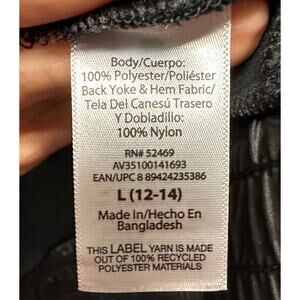 Body/Cuerpo:
100% Polyester/Poliéster
Back Yoke & Hem Fabric/
Tela Del Canesú Trasero
Y Dobladillo:
100% Nylon
RN# 52469
AV35100141693
EAN/UPC 8 89424235386
L (12-14)
Made In/Hecho En
Bangladesh
THIS LABEL YARN IS MADE
OUT OF 100% RECYCLED
POLYESTER MATERIALS